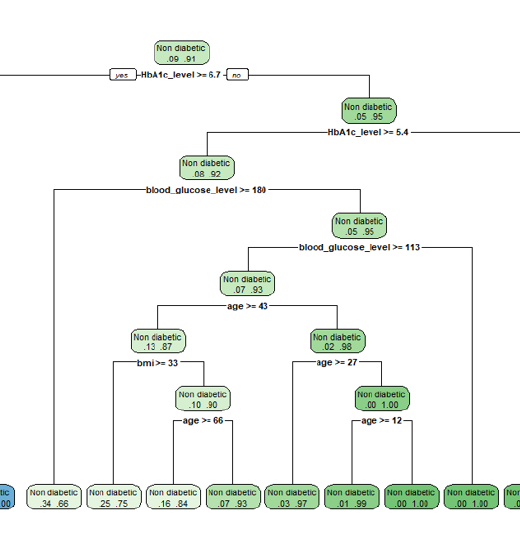 Non diabetic
.09 .91
yes HbA1c_level >= 6.7 no
Non diabetic
.05 .95
HbA1c_level >= 5.4
Non diabetic
.08 .92
blood_glucose_level >= 180
Non diabetic
.05 .95
blood_glucose_level >= 113
Non diabetic
.07 .93
age >= 43
Non diabetic Non diabetic
.13 .87 .02 .98
bmi >= 33 age >= 27
Non diabetic Non diabetic
.10 .90 .00 1.00
age >= 66 age >= 12
tic Non diabetic Non diabetic Non diabetic Non diabetic Non diabetic Non diabetic Non diabetic Non diabetic No
.00 .34 .66 .25 .75 .16 .84 .07 .93 .03 .97 .01 .99 .00 1.00 .00 1.00